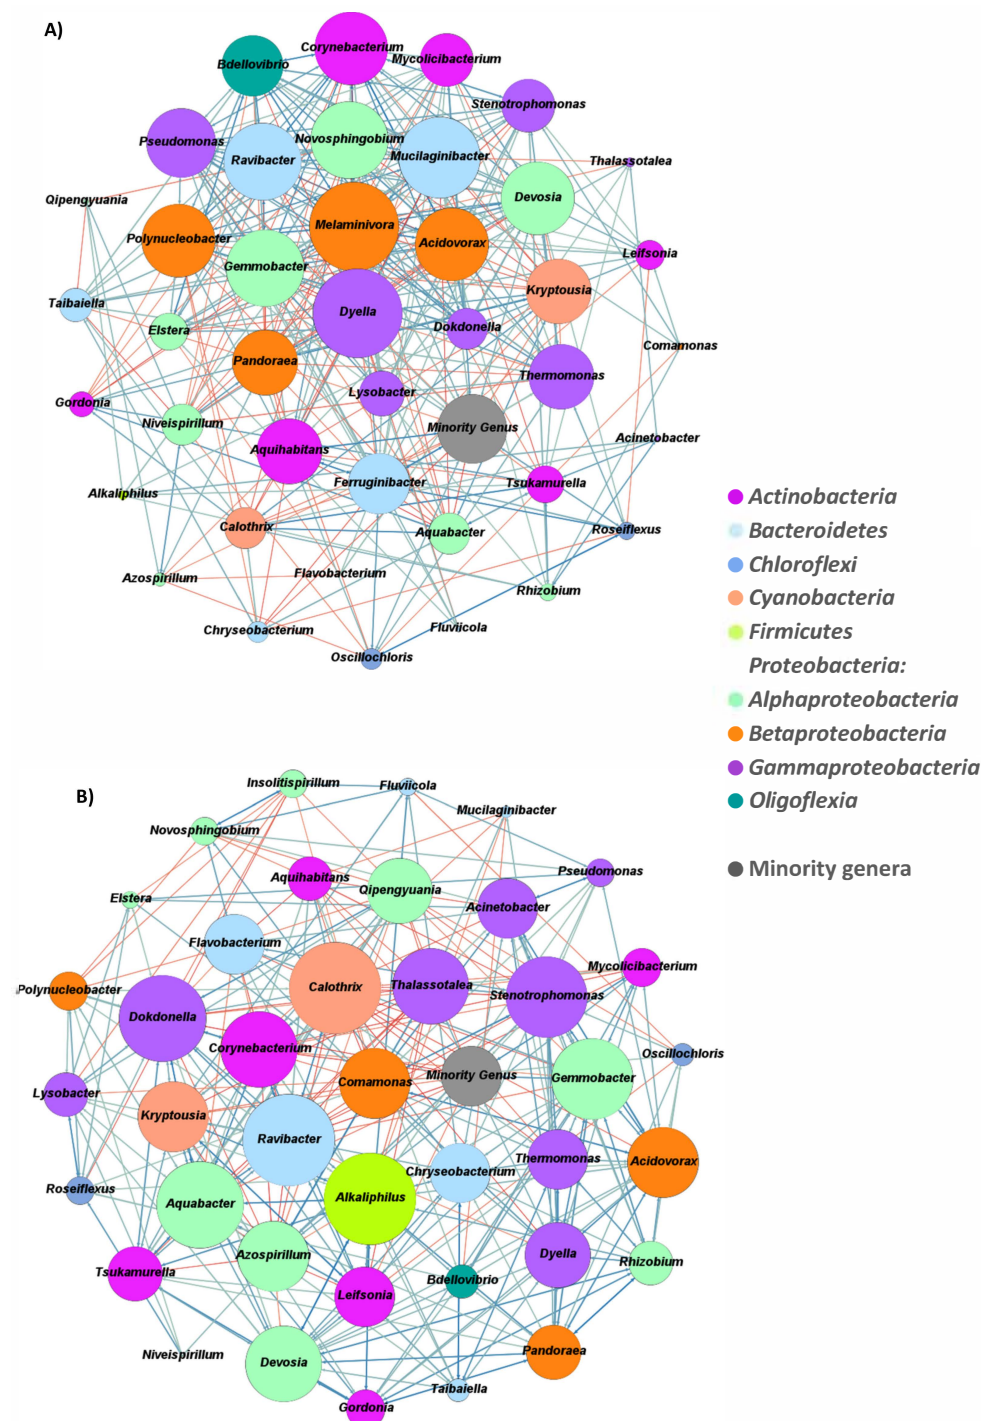 A)
Corynebacterium
Mycolicibacterium
Bdellovibrio
Stenotrophomonas
Pseudomonas
Novosphingobium
Ravibacter
Mucilaginibacter
Thalassotalea
Qipengyuania
Devosia
Melaminivora
Polynucleobacter
Acidovorax
Leifsonia
Gemmobacter
Kryptousia
Taibaiella
Dyella
Elstera
Dokdonella
Comamonas
Pandoraea
Thermomonas
Lysobacter
Gordonia
Niveispirillum
Minority Genus
Acinetobacter
Aquihabitans
Ferruginibacter
Tsukamurella
Alkaliphilus
Calothrix
Aquabacter
Roseiflexus
Azospirillum
Flavobacterium
Rhizobium
Chryseobacterium
Fluviicola
Oscillochloris
Actinobacteria
Bacteroidetes
Chloroflexi
Cyanobacteria
Firmicutes
Proteobacteria:
Alphaproteobacteria
Betaproteobacteria
Gammaproteobacteria
Oligoflexia
Minority genera
B)
Insolitispirillum
Fluviicola
Mucilaginibacter
Novosphingobium
Pseudomonas
Aquihabitans
Qipengyuania
Elstera
Acinetobacter
Flavobacterium
Mycolicibacterium
Calothrix
Thalassotalea
Polynucleobacter
Stenotrophomonas
Dokdonella
Corynebacterium
Oscillochloris
Comamonas
Minority Genus
Gemmobacter
Lysobacter
Kryptousia
Ravibacter
Thermomonas
Acidovorax
Chryseobacterium
Roseiflexus
Alkaliphilus
Aquabacter
Azospirillum
Dyella
Rhizobium
Tsukamurella
Bdellovibrio
Leifsonia
Niveispirillum
Pandoraea
Devosia
Taibaiella
Gordonia